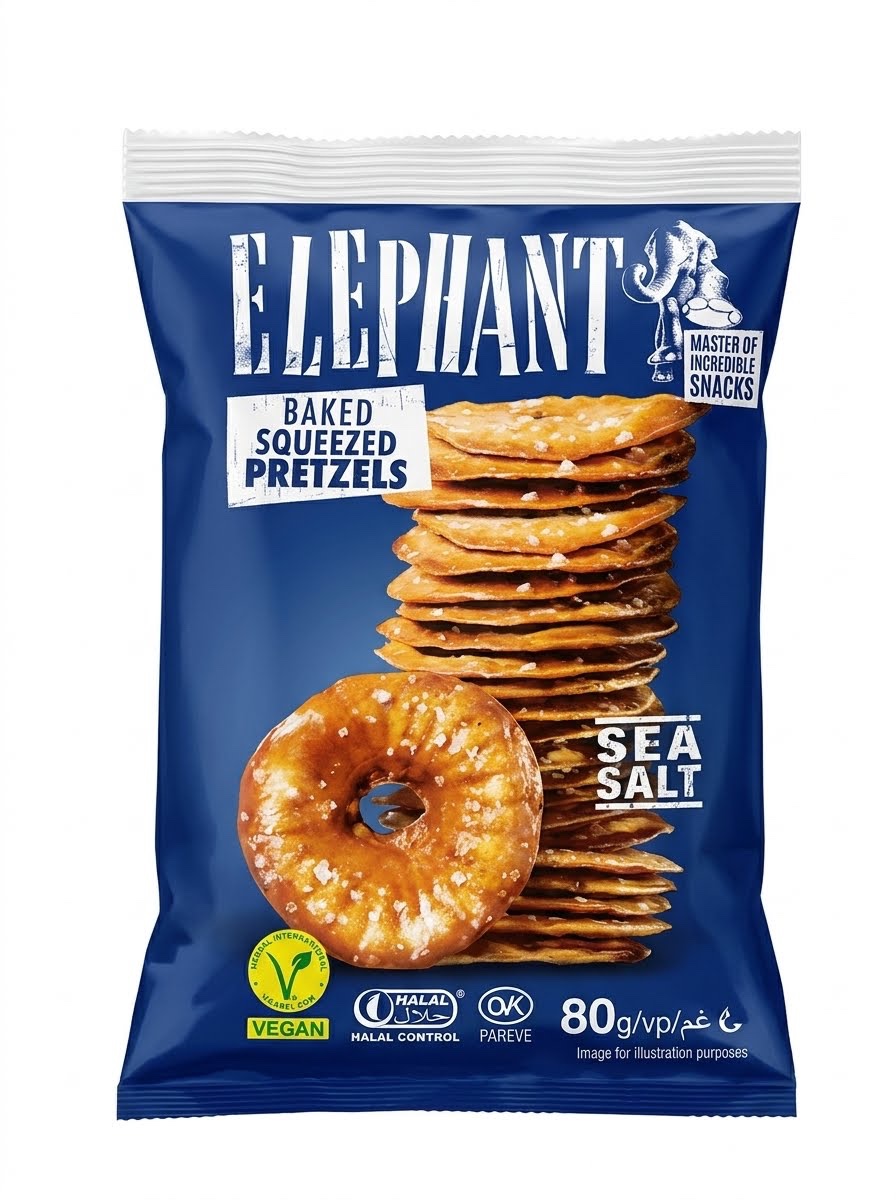 ELEPHANT
MASTER OF
INCREDIBLE
SNACKS
BAKED
SQUEEZED
PRETZELS
SEA
SALT
VEGAN
HALAL®
حلال
HALAL CONTROL
OK
PAREVE
80g/vp/غم
Image for illustration purposes